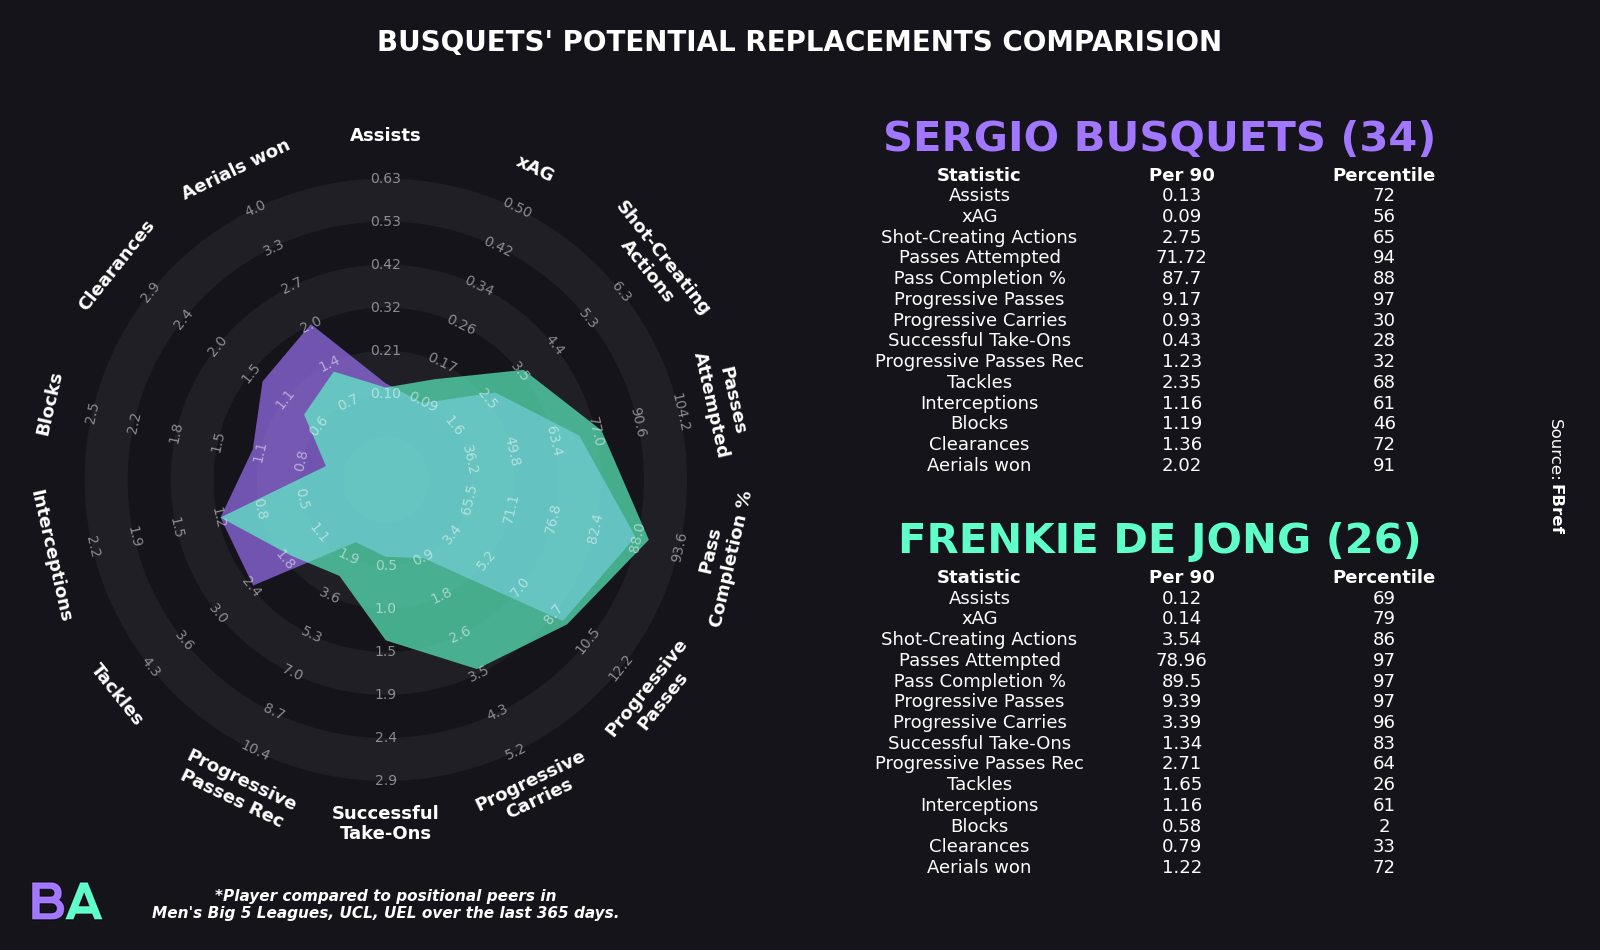 BUSQUETS' POTENTIAL REPLACEMENTS COMPARISION
Assists
xAG
Shot-Creating
Actions
Passes
Attempted
Pass
Completion %
Progressive
Passes
Progressive
Carries
Successful
Take-Ons
Progressive
Passes Rec
Tackles
Interceptions
Blocks
Clearances
Aerials won
0.10 0.21 0.32 0.42 0.53 0.63
0.09 0.17 0.26 0.34 0.42 0.50
1.6 2.5 3.5 4.4 5.3 6.3
36.2 49.8 63.4 77.0 90.6 104.2
65.5 71.1 76.8 82.4 88.0 93.6
3.4 5.2 7.0 8.7 10.5 12.2
0.9 1.8 2.6 3.5 4.3 5.2
0.5 1.0 1.5 1.9 2.4 2.9
1.9 3.6 5.3 7.0 8.7 10.4
1.1 1.8 2.4 3.0 3.6 4.3
0.5 0.8 1.2 1.5 1.9 2.2
0.8 1.1 1.5 1.8 2.2 2.5
0.6 1.1 1.5 2.0 2.4 2.9
0.7 1.4 2.0 2.7 3.3 4.0
SERGIO BUSQUETS (34)
Statistic Per 90 Percentile
Assists 0.13 72
xAG 0.09 56
Shot-Creating Actions 2.75 65
Passes Attempted 71.72 94
Pass Completion % 87.7 88
Progressive Passes 9.17 97
Progressive Carries 0.93 30
Successful Take-Ons 0.43 28
Progressive Passes Rec 1.23 32
Tackles 2.35 68
Interceptions 1.16 61
Blocks 1.19 46
Clearances 1.36 72
Aerials won 2.02 91
FRENKIE DE JONG (26)
Statistic Per 90 Percentile
Assists 0.12 69
xAG 0.14 79
Shot-Creating Actions 3.54 86
Passes Attempted 78.96 97
Pass Completion % 89.5 97
Progressive Passes 9.39 97
Progressive Carries 3.39 96
Successful Take-Ons 1.34 83
Progressive Passes Rec 2.71 64
Tackles 1.65 26
Interceptions 1.16 61
Blocks 0.58 2
Clearances 0.79 33
Aerials won 1.22 72
Source: FBref
BA
*Player compared to positional peers in
Men's Big 5 Leagues, UCL, UEL over the last 365 days.